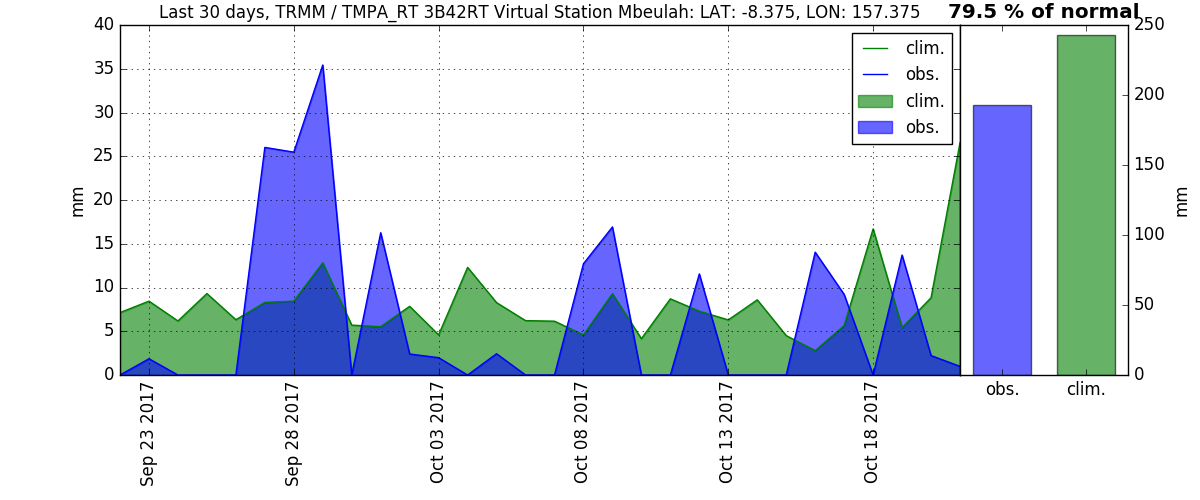 Last 30 days, TRMM / TMPA_RT 3B42RT Virtual Station Mbeulah: LAT: -8.375, LON: 157.375
79.5 % of normal
40
35
30
25
20
15
10
5
0
mm
clim.
obs.
clim.
obs.
250
200
150
100
50
0
mm
obs.
clim.
Sep 23 2017
Sep 28 2017
Oct 03 2017
Oct 08 2017
Oct 13 2017
Oct 18 2017